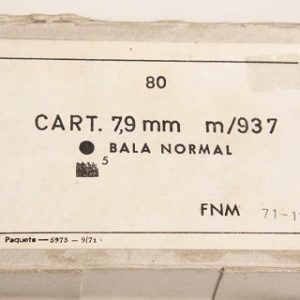 80
CART. 7,9 mm m/937
● BALA NORMAL
5
FNM 71-1
Paquete — 5973 - 9/71